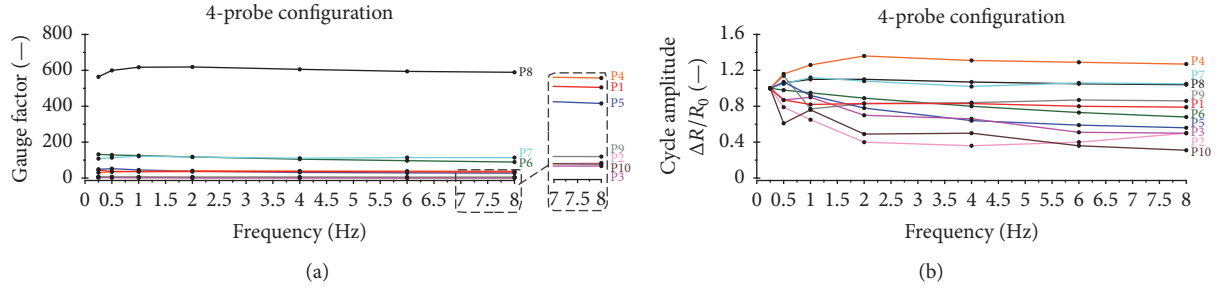 4-probe configuration
800
600
400
200
0
Gauge factor (—)
P8
P7
P6
P4
P1
P5
P9
P2
P10
P3
0 0.5 1 1.5 2 2.5 3 3.5 4 4.5 5 5.5 6 6.5 7 7.5 8
7 7.5 8
Frequency (Hz)
(a)
4-probe configuration
1.6
1.2
0.8
0.4
0
Cycle amplitude
ΔR/R0 (—)
P4
P7
P8
P9
P1
P6
P5
P3
P2
P10
0 0.5 1 1.5 2 2.5 3 3.5 4 4.5 5 5.5 6 6.5 7 7.5 8
Frequency (Hz)
(b)